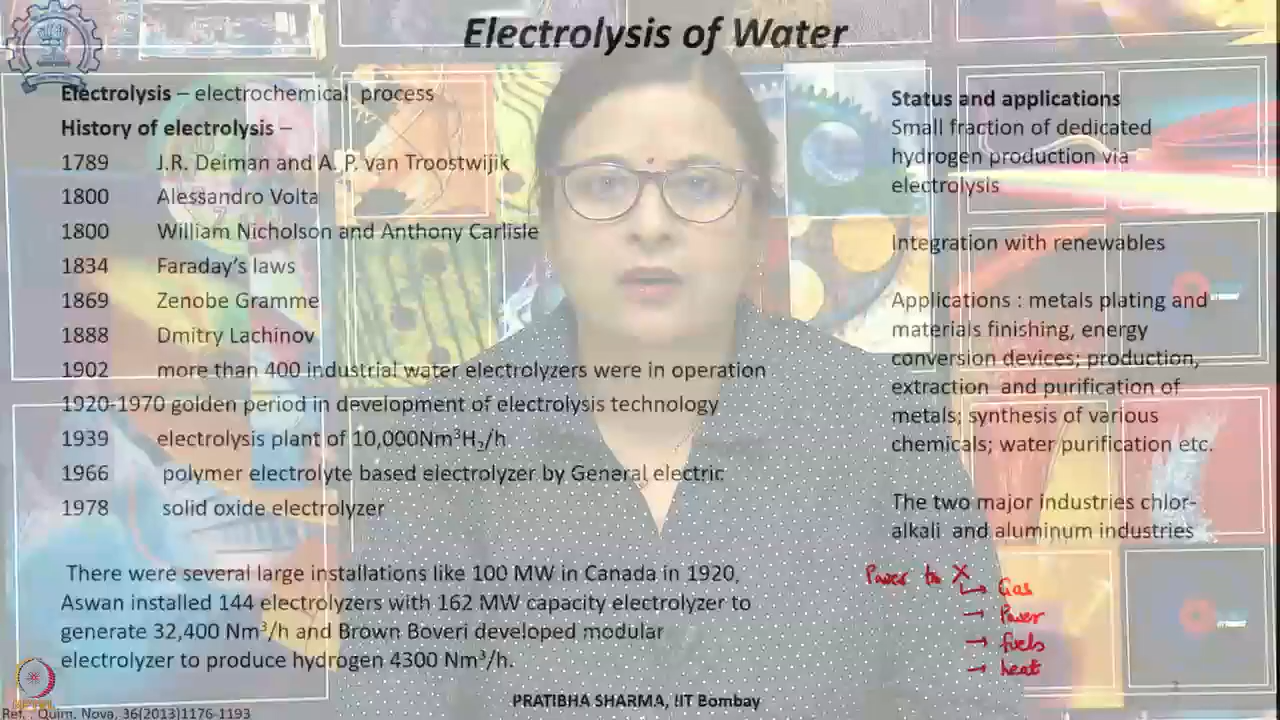 Electrolysis of Water
Electrolysis – electrochemical process
History of electrolysis –
1789 J.R. Deiman and A. P. van Troostwijik
1800 Alessandro Volta
1800 William Nicholson and Anthony Carlisle
1834 Faraday's laws
1869 Zenobe Gramme
1888 Dmitry Lachinov
1902 more than 400 industrial water electrolyzers were in operation
1920-1970 golden period in development of electrolysis technology
1939 electrolysis plant of 10,000Nm³H₂/h
1966 polymer electrolyte based electrolyzer by General electric
1978 solid oxide electrolyzer
There were several large installations like 100 MW in Canada in 1920,
Aswan installed 144 electrolyzers with 162 MW capacity electrolyzer to
generate 32,400 Nm³/h and Brown Boveri developed modular
electrolyzer to produce hydrogen 4300 Nm³/h.
Status and applications
Small fraction of dedicated
hydrogen production via
electrolysis
Integration with renewables
Applications : metals plating and
materials finishing, energy
conversion devices; production,
extraction and purification of
metals; synthesis of various
chemicals; water purification etc.
The two major industries chlor-
alkali and aluminum industries
Power to X
→ Gas
→ Power
→ fuels
→ heat
NPTEL
Ref. : Quim. Nova, 36(2013)1176-1193
PRATIBHA SHARMA, IIT Bombay